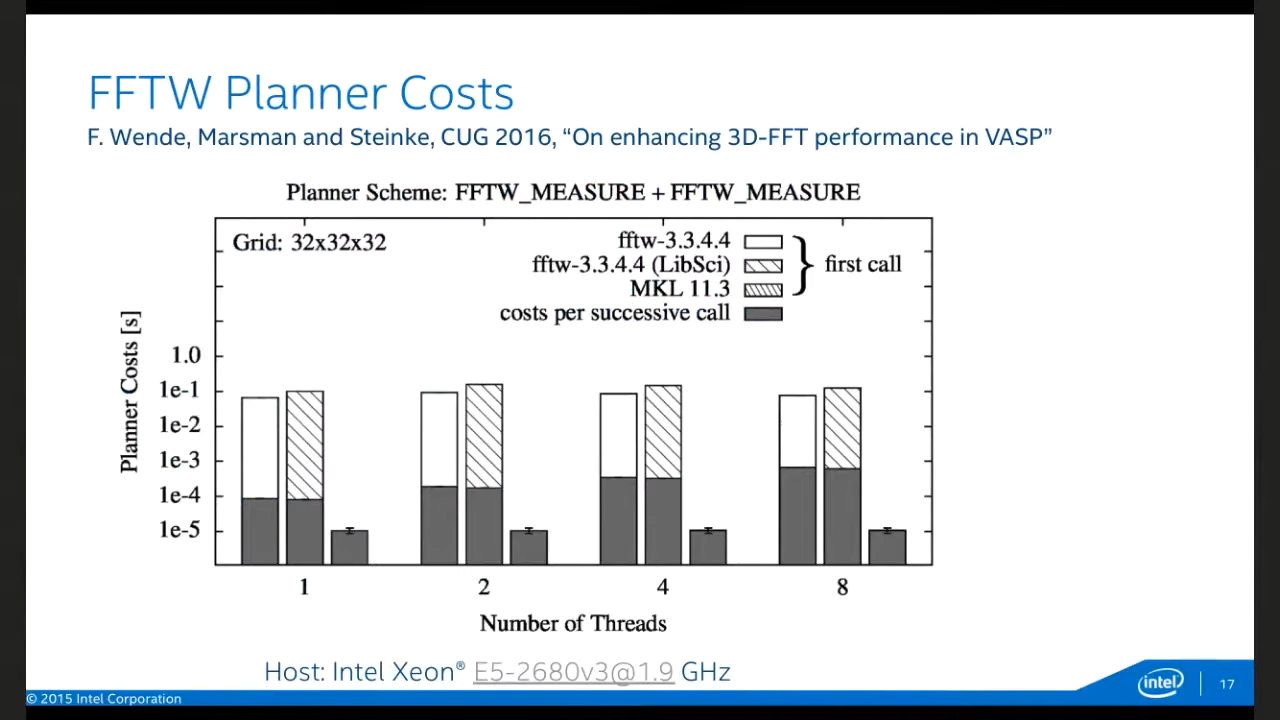 FFTW Planner Costs
F. Wende, Marsman and Steinke, CUG 2016, “On enhancing 3D-FFT performance in VASP”
Planner Scheme: FFTW_MEASURE + FFTW_MEASURE
Grid: 32x32x32
fftw-3.3.4.4
fftw-3.3.4.4 (LibSci)
MKL 11.3
first call
costs per successive call
Planner Costs [s]
1.0
1e-1
1e-2
1e-3
1e-4
1e-5
1 2 4 8
Number of Threads
Host: Intel Xeon® E5-2680v3@1.9 GHz
© 2015 Intel Corporation
intel
17